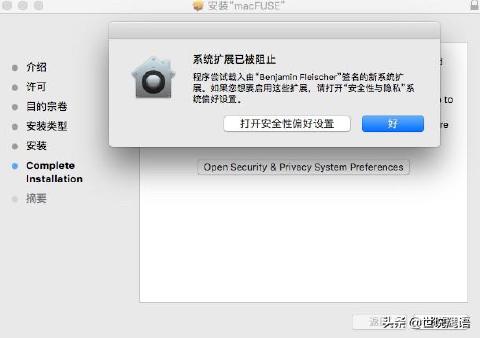 安装“macFUSE”
系统扩展已被阻止
程序尝试载入由“Benjamin Fleischer”签名的新系统扩
展。如果您想要启用这些扩展，请打开“安全性与隐私”系
统偏好设置。
打开安全性偏好设置
好
介绍
许可
目的宗卷
安装类型
安装
Complete
Installation
摘要
to
Open Security & Privacy System Preferences
头条@世晚随语